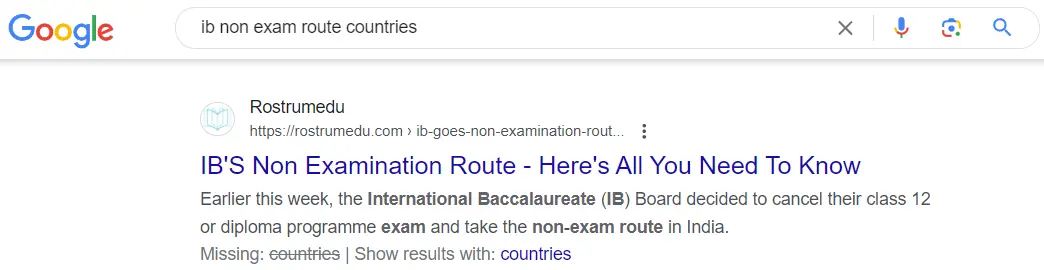 Google
ib non exam route countries
Rostrumedu
https://rostrumedu.com › ib-goes-non-examination-rout...
IB'S Non Examination Route - Here's All You Need To Know
Earlier this week, the International Baccalaureate (IB) Board decided to cancel their class 12
or diploma programme exam and take the non-exam route in India.
Missing: countries | Show results with: countries